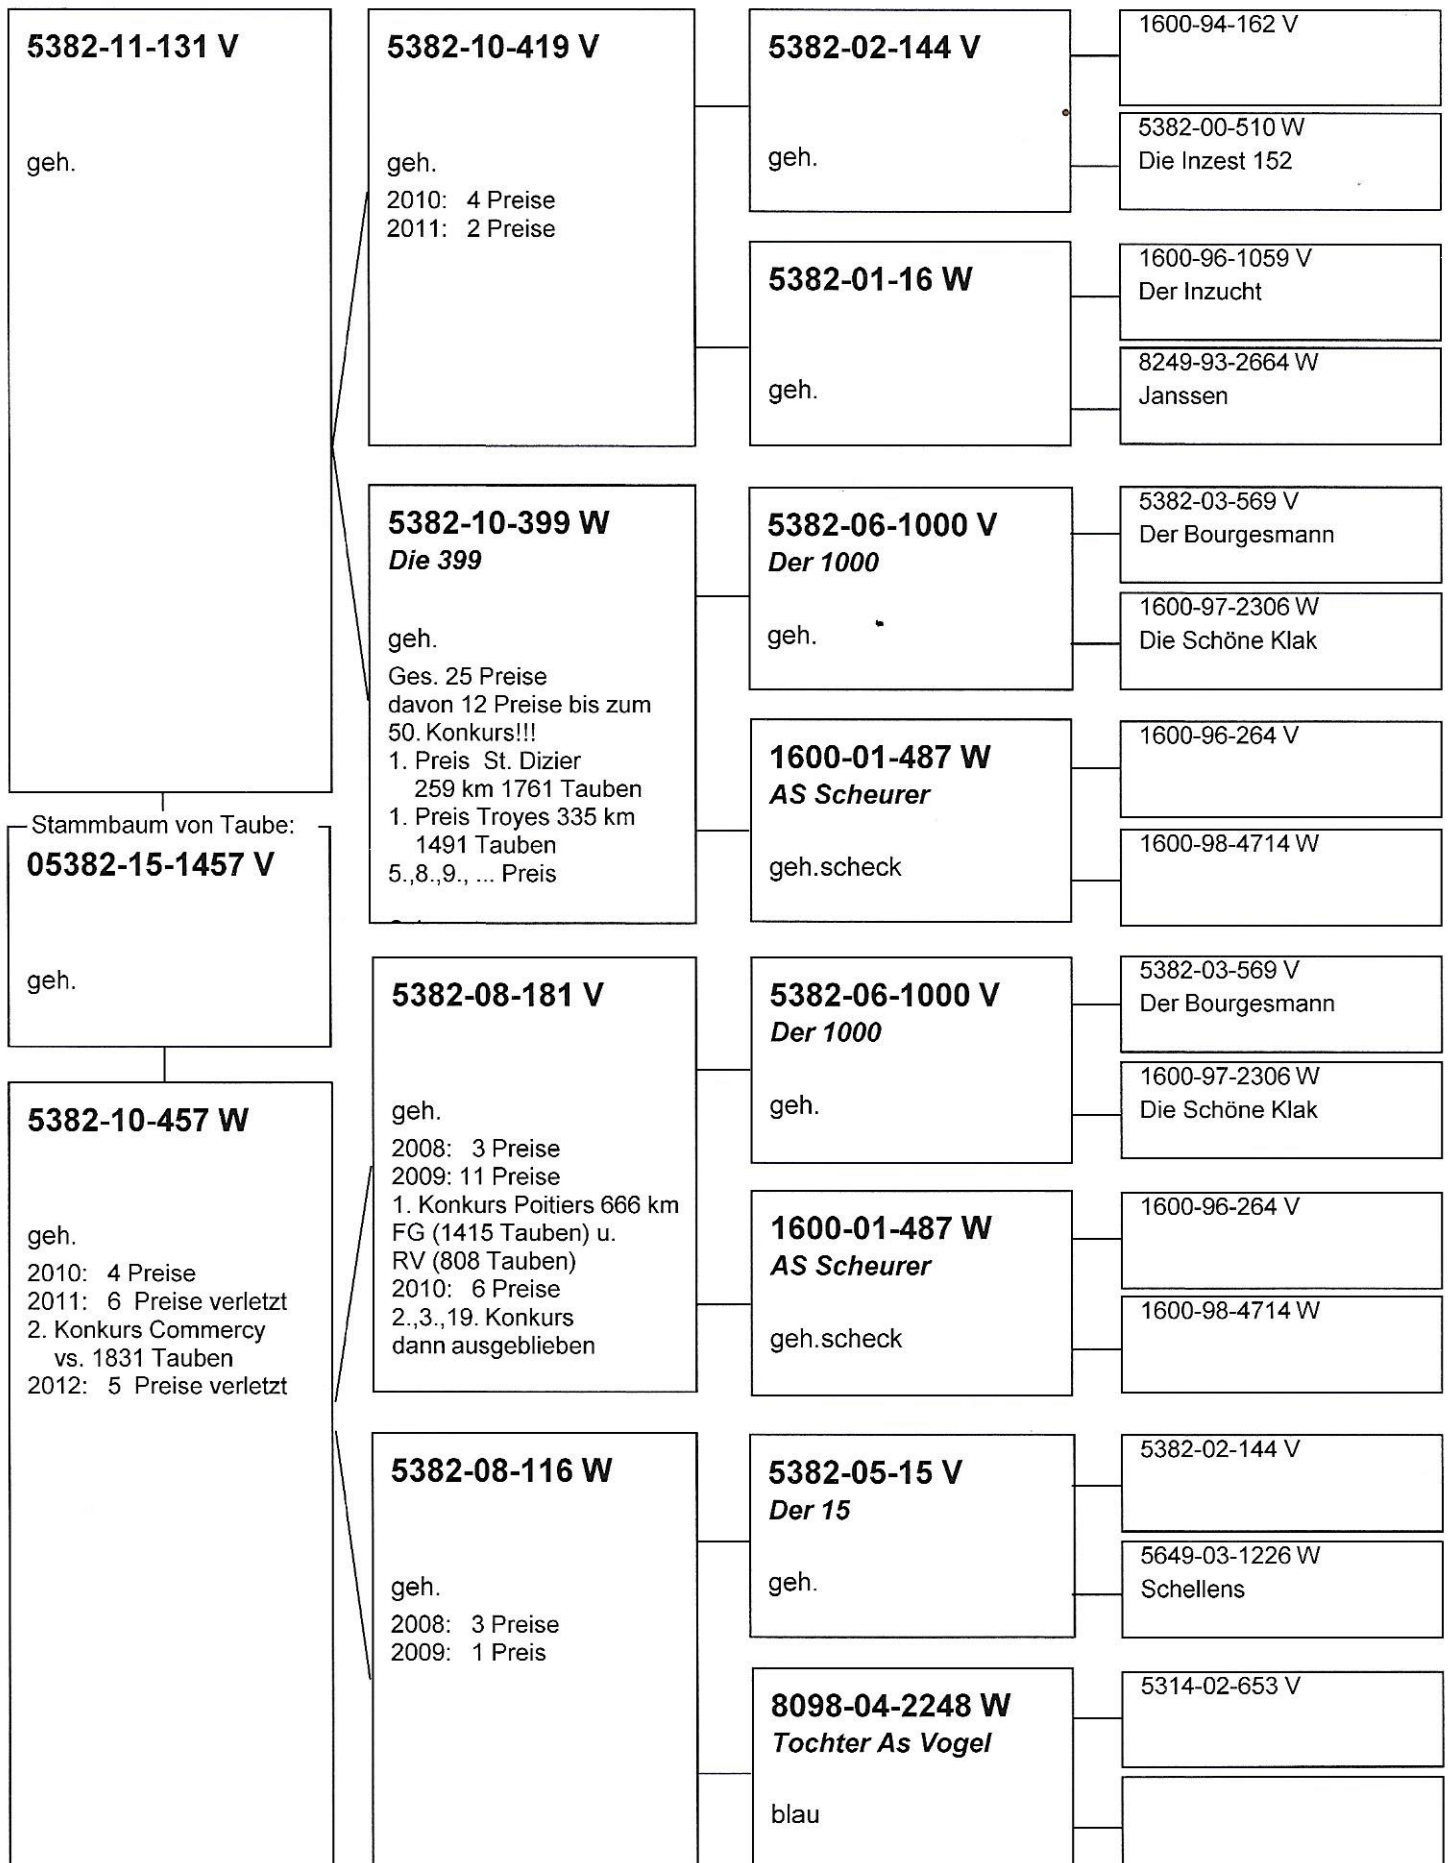 5382-11-131 V
geh.
Stammbaum von Taube:
05382-15-1457 V
geh.
5382-10-457 W
geh.
2010: 4 Preise
2011: 6 Preise verletzt
2. Konkurs Commercy
vs. 1831 Tauben
2012: 5 Preise verletzt
5382-10-419 V
geh.
2010: 4 Preise
2011: 2 Preise
5382-10-399 W
Die 399
geh.
Ges. 25 Preise
davon 12 Preise bis zum
50. Konkurs!!!
1. Preis St. Dizier
259 km 1761 Tauben
1. Preis Troyes 335 km
1491 Tauben
5.,8.,9., ... Preis
5382-08-181 V
geh.
2008: 3 Preise
2009: 11 Preise
1. Konkurs Poitiers 666 km
FG (1415 Tauben) u.
RV (808 Tauben)
2010: 6 Preise
2.,3.,19. Konkurs
dann ausgeblieben
5382-08-116 W
geh.
2008: 3 Preise
2009: 1 Preis
5382-02-144 V
geh.
5382-01-16 W
geh.
5382-06-1000 V
Der 1000
geh.
1600-01-487 W
AS Scheurer
geh.scheck
5382-06-1000 V
Der 1000
geh.
1600-01-487 W
AS Scheurer
geh.scheck
5382-05-15 V
Der 15
geh.
8098-04-2248 W
Tochter As Vogel
blau
1600-94-162 V
5382-00-510 W
Die Inzest 152
1600-96-1059 V
Der Inzucht
8249-93-2664 W
Janssen
5382-03-569 V
Der Bourgesmann
1600-97-2306 W
Die Schöne Klak
1600-96-264 V
1600-98-4714 W
5382-03-569 V
Der Bourgesmann
1600-97-2306 W
Die Schöne Klak
1600-96-264 V
1600-98-4714 W
5382-02-144 V
5649-03-1226 W
Schellens
5314-02-653 V